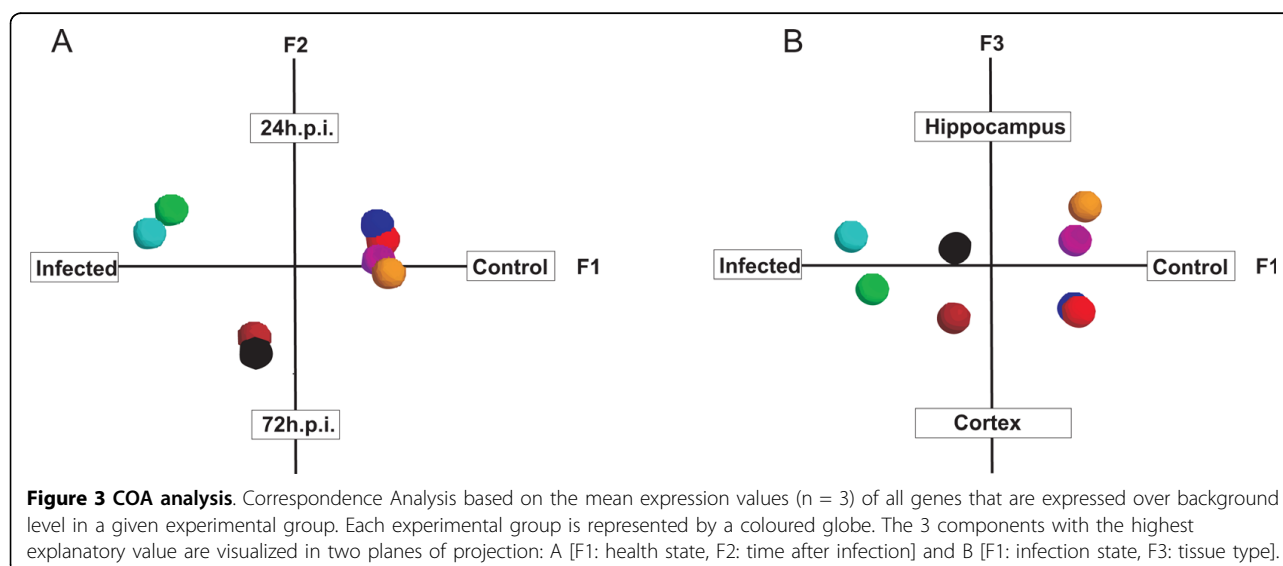 A
F2
24h.p.i.
Infected
Control
F1
72h.p.i.
B
F3
Hippocampus
Infected
Control
F1
Cortex
Figure 3 COA analysis. Correspondence Analysis based on the mean expression values (n = 3) of all genes that are expressed over background
level in a given experimental group. Each experimental group is represented by a coloured globe. The 3 components with the highest
explanatory value are visualized in two planes of projection: A [F1: health state, F2: time after infection] and B [F1: infection state, F3: tissue type].